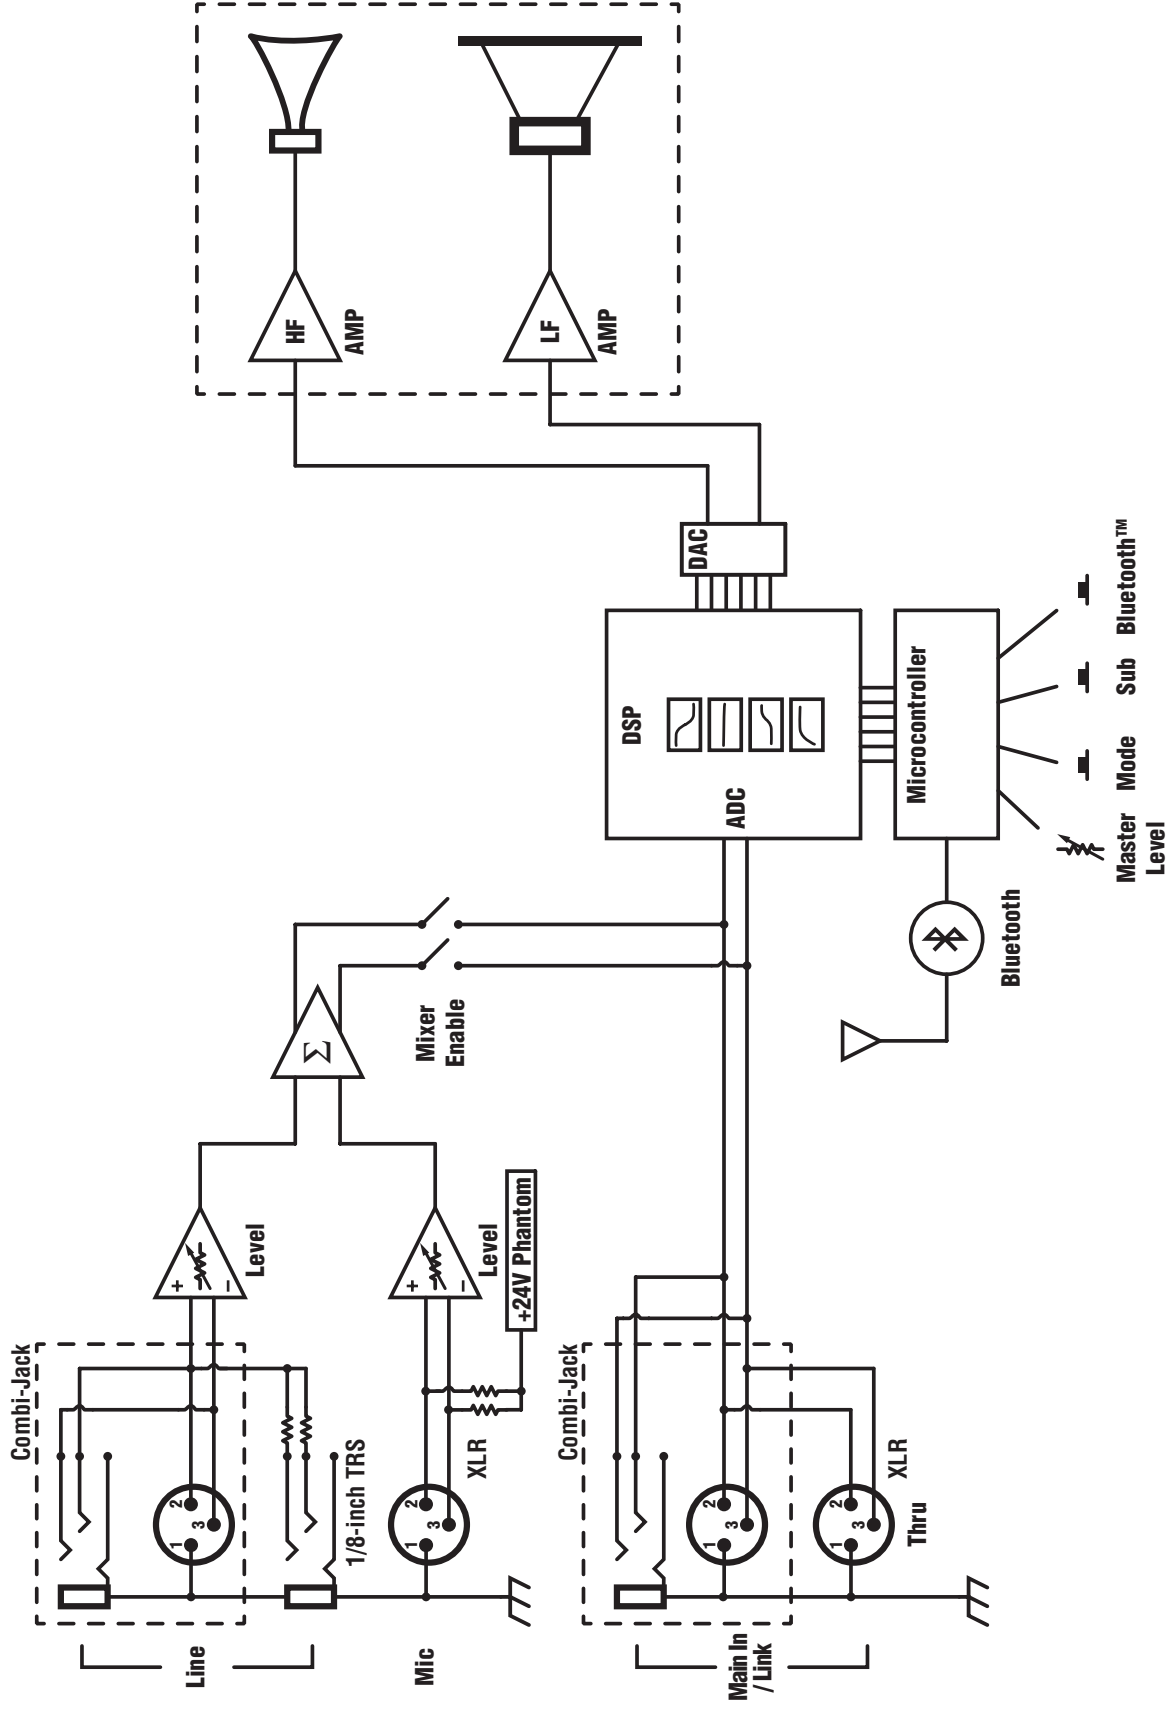 Combi-Jack
2
3
1
Line
+
–
Level
1/8-inch TRS
XLR
2
3
1
Mic
+
–
Level
+24V Phantom
Σ
Mixer
Enable
Combi-Jack
2
3
1
Main In
/ Link
XLR
2
3
1
Thru
ADC
DSP
DAC
HF
AMP
LF
AMP
Microcontroller
Bluetooth
Master
Level
Mode
Sub
Bluetooth™